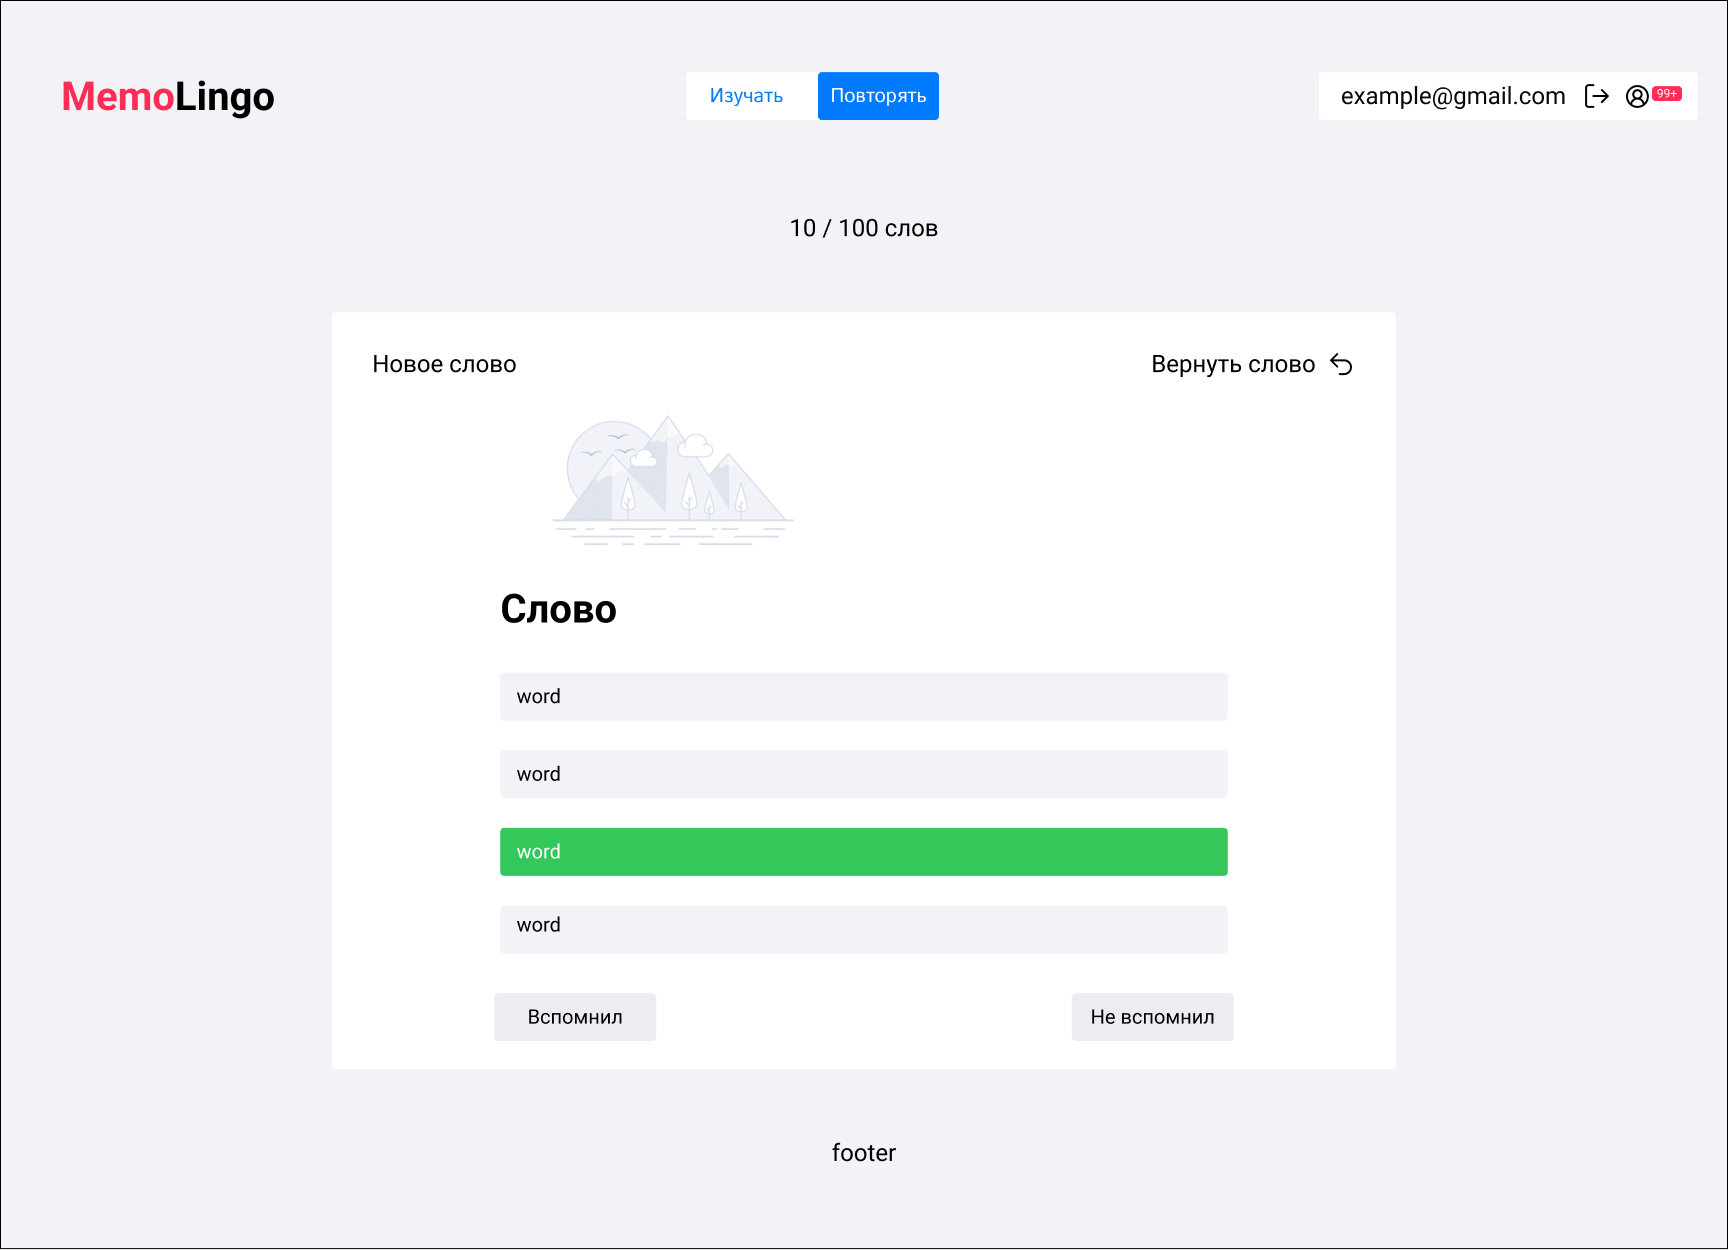 MemoLingo
Изучать
Повторять
example@gmail.com
99+
10 / 100 слов
Новое слово
Вернуть слово
Слово
word
word
word
word
Вспомнил
Не вспомнил
footer